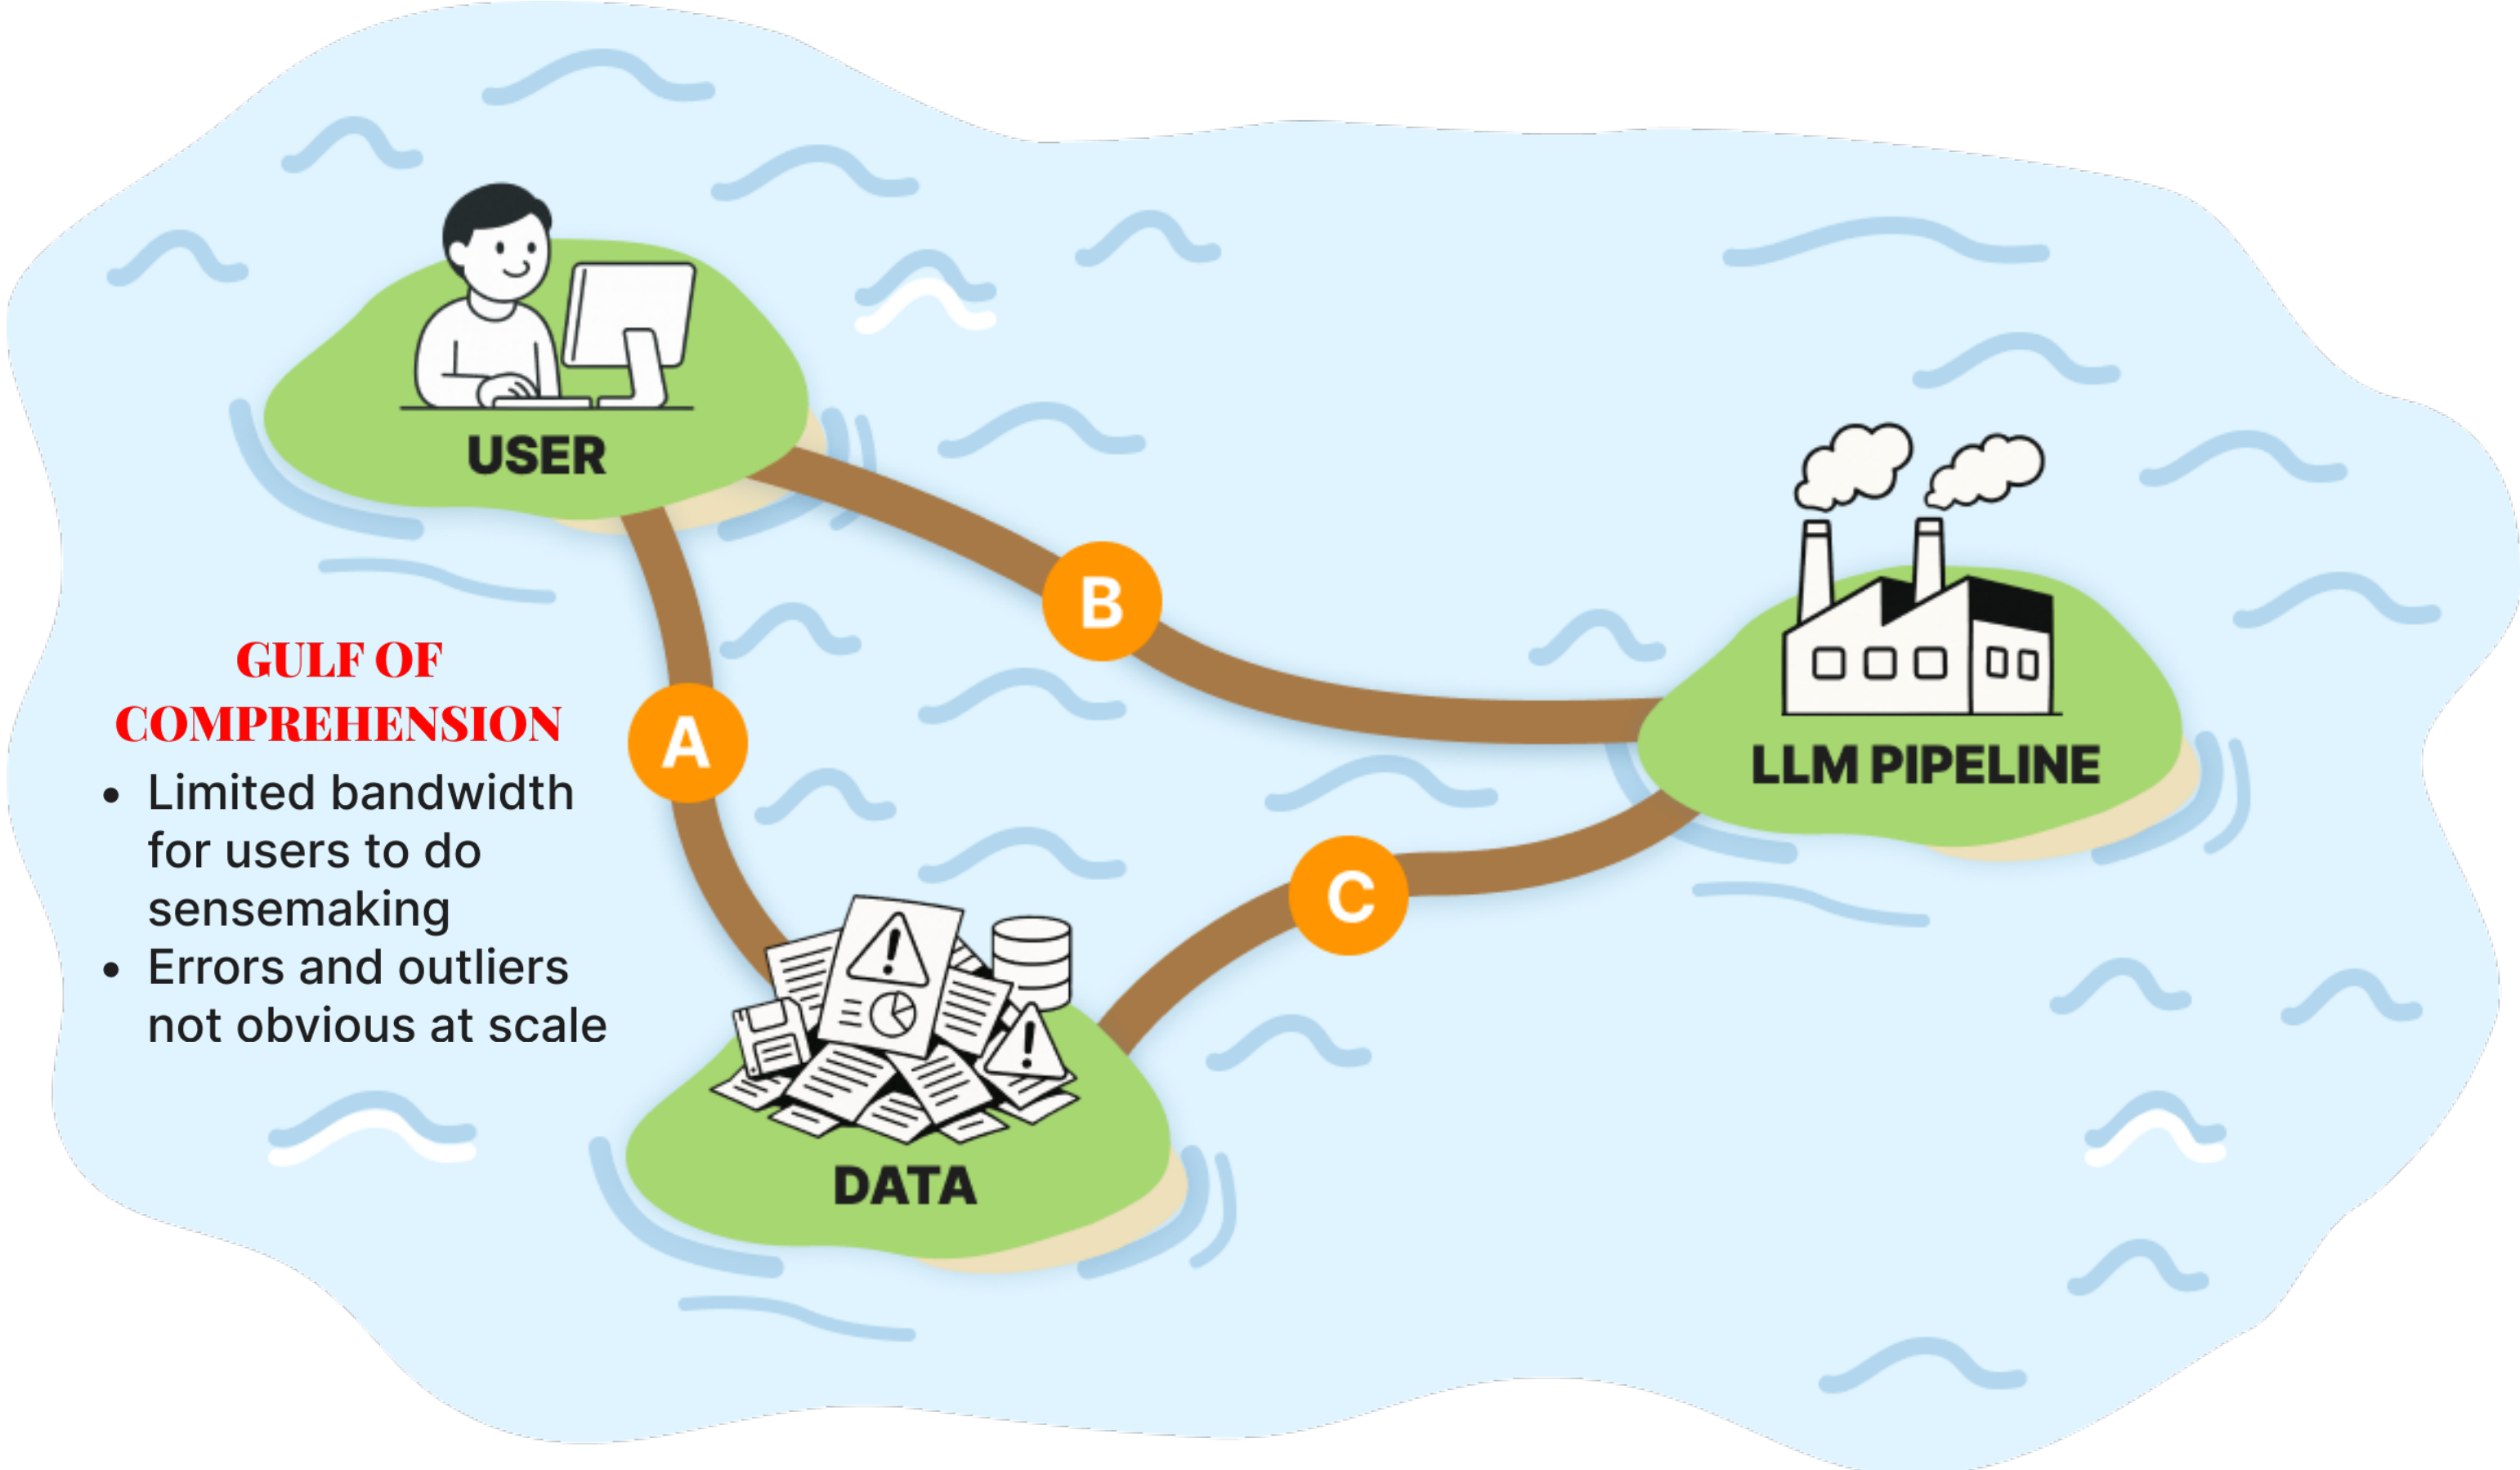 USER
B
GULF OF
COMPREHENSION
A
• Limited bandwidth
for users to do
sensemaking
• Errors and outliers
not obvious at scale
LLM PIPELINE
C
DATA